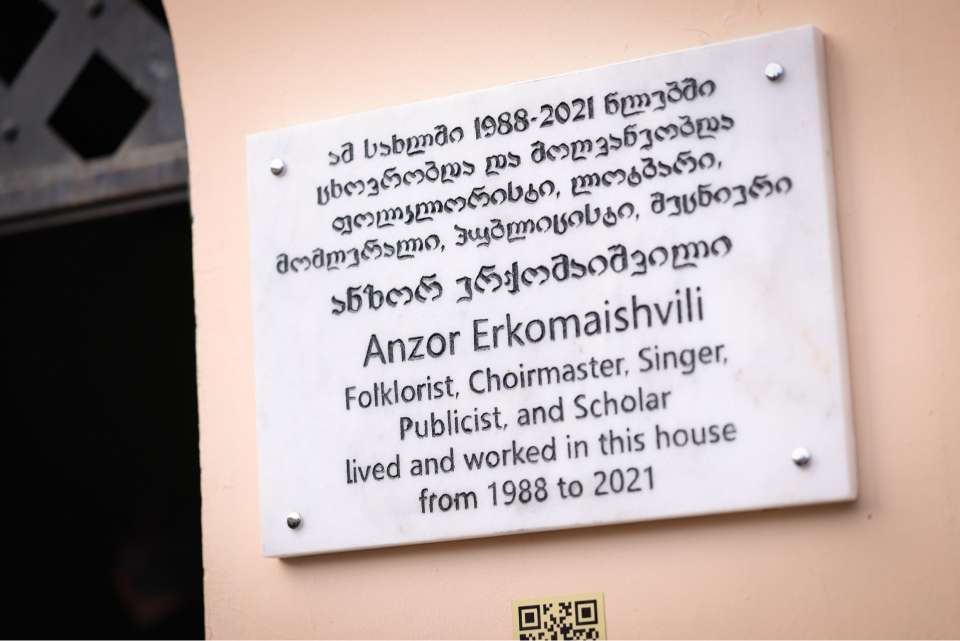 ამ სახლში 1988-2021 წლებში
ცხოვრობდა და მოღვაწეობდა
ფოლკლორისტი, ლოტბარი,
მომღერალი, პუბლიცისტი, მეცნიერი
ანზორ ერქომაიშვილი
Anzor Erkomaishvili
Folklorist, Choirmaster, Singer,
Publicist, and Scholar
lived and worked in this house
from 1988 to 2021